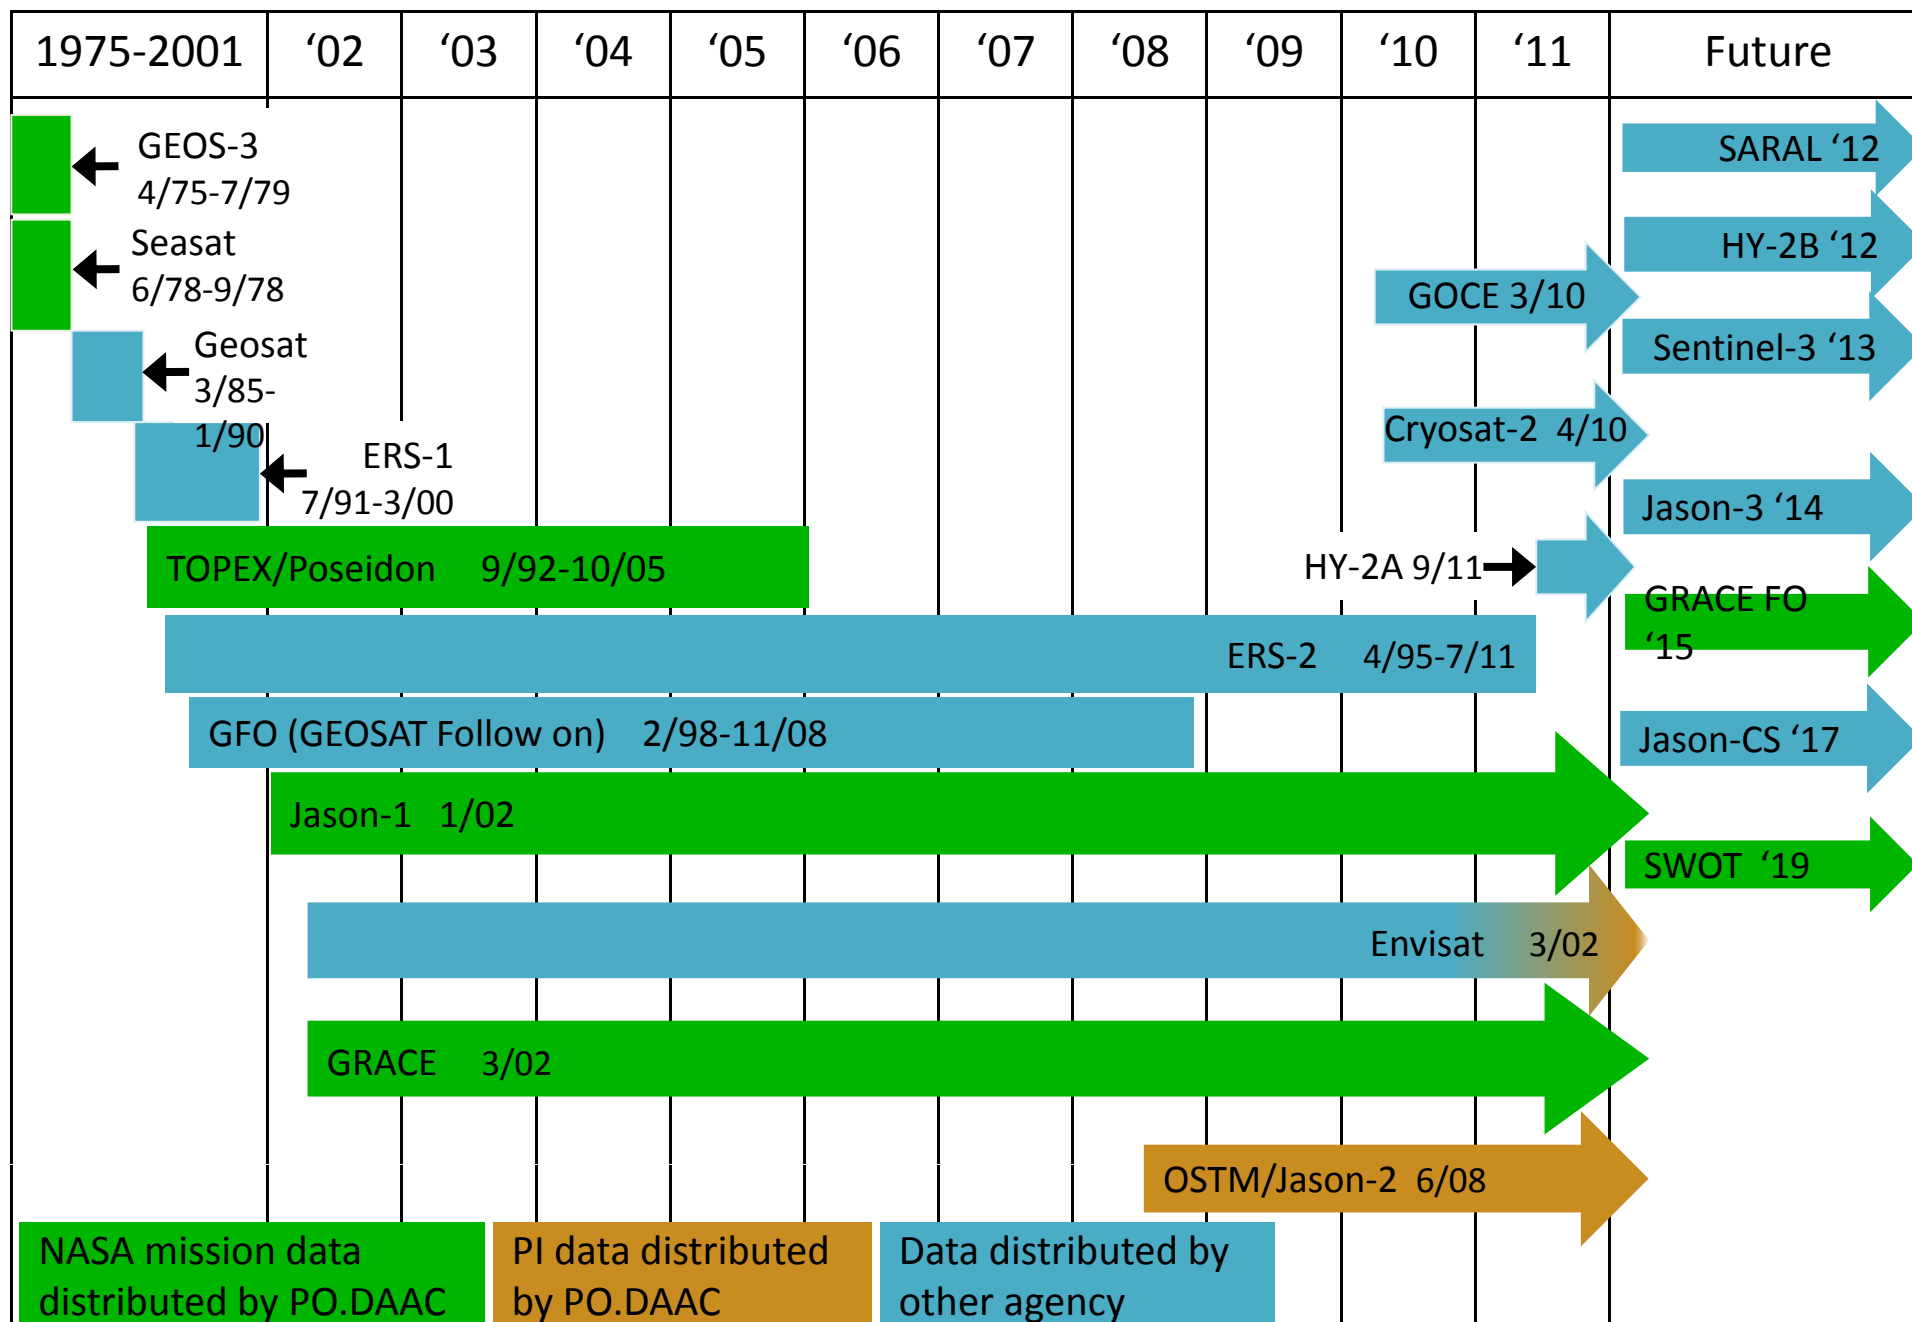 1975-2001 ‘02 ‘03 ‘04 ‘05 ‘06 ‘07 ‘08 ‘09 ‘10 ‘11 Future
GEOS-3
4/75-7/79
Seasat
6/78-9/78
Geosat
3/85-
1/90
ERS-1
7/91-3/00
TOPEX/Poseidon 9/92-10/05
ERS-2 4/95-7/11
GFO (GEOSAT Follow on) 2/98-11/08
Jason-1 1/02
Envisat 3/02
GRACE 3/02
OSTM/Jason-2 6/08
GOCE 3/10
Cryosat-2 4/10
HY-2A 9/11
SARAL ‘12
HY-2B ‘12
Sentinel-3 ‘13
Jason-3 ‘14
GRACE FO
‘15
Jason-CS ‘17
SWOT ‘19
NASA mission data
distributed by PO.DAAC
PI data distributed
by PO.DAAC
Data distributed by
other agency